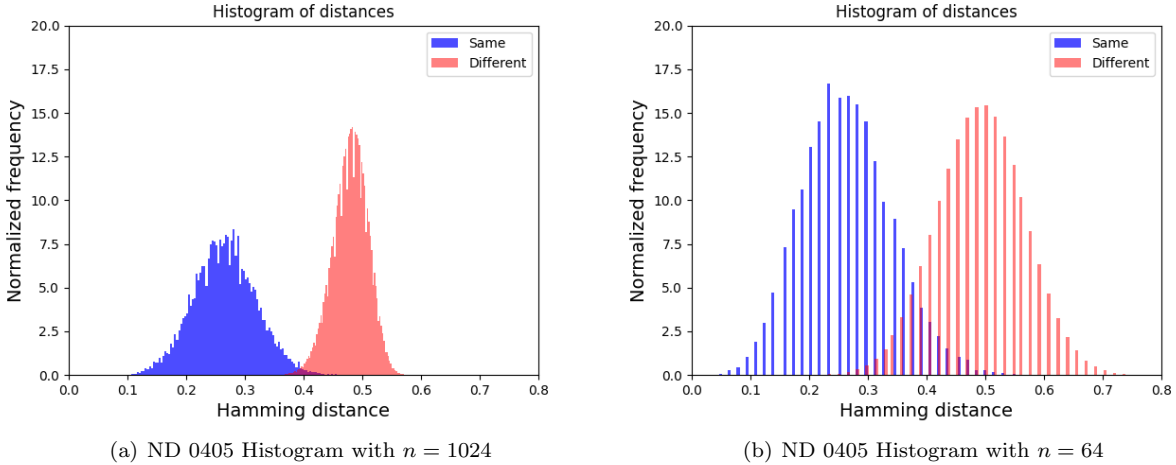 Histogram of distances
20.0
17.5
15.0
12.5
10.0
7.5
5.0
2.5
0.0
Normalized frequency
Same
Different
0.0 0.1 0.2 0.3 0.4 0.5 0.6 0.7 0.8
Hamming distance
(a) ND 0405 Histogram with n = 1024
Histogram of distances
20.0
17.5
15.0
12.5
10.0
7.5
5.0
2.5
0.0
Normalized frequency
Same
Different
0.0 0.1 0.2 0.3 0.4 0.5 0.6 0.7 0.8
Hamming distance
(b) ND 0405 Histogram with n = 64